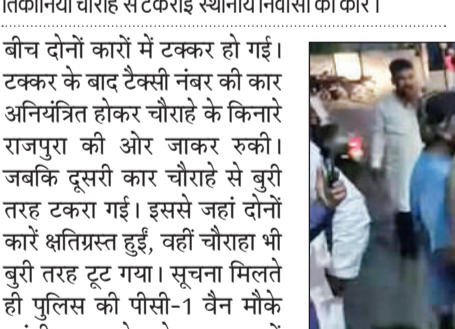 तिकोनिया चौराहे से टकराई स्थानीय निवासी की कार।
बीच दोनों कारों में टक्कर हो गई।
टक्कर के बाद टैक्सी नंबर की कार
अनियंत्रित होकर चौराहे के किनारे
राजपुरा की ओर जाकर रुकी।
जबकि दूसरी कार चौराहे से बुरी
तरह टकरा गई। इससे जहां दोनों
कारें क्षतिग्रस्त हुईं, वहीं चौराहा भी
बुरी तरह टूट गया। सूचना मिलते
ही पुलिस की पीसी-1 वैन मौके